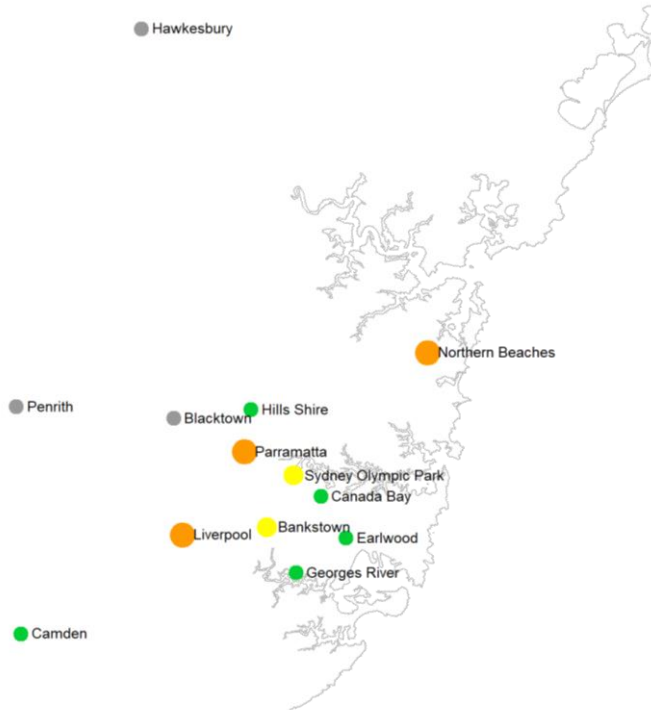 Hawkesbury
Northern Beaches
Penrith
Hills Shire
Blacktown
Parramatta
Sydney Olympic Park
Canada Bay
Bankstown
Liverpool
Earlwood
Georges River
Camden